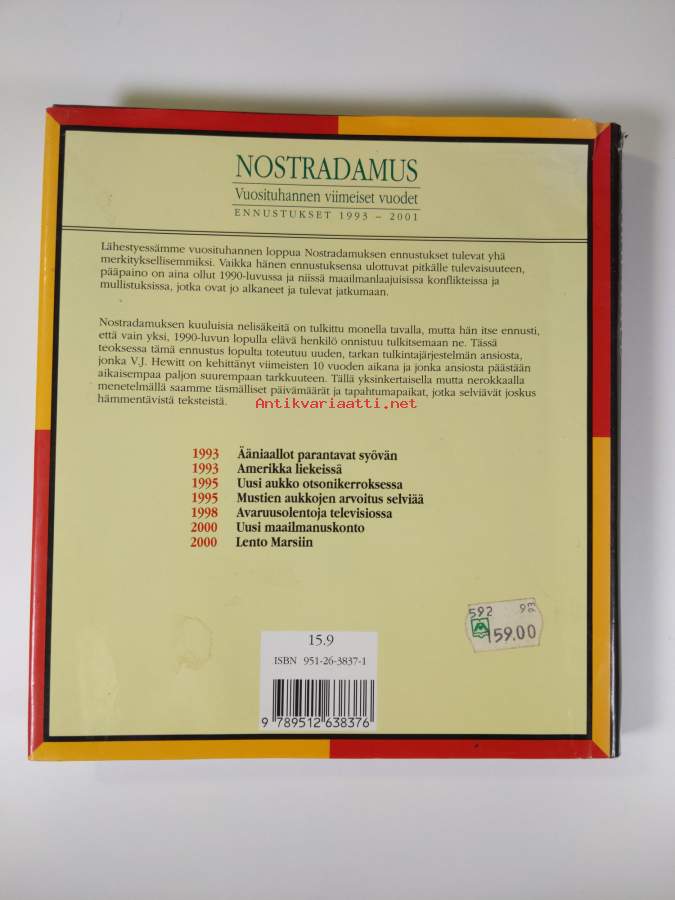 NOSTRADAMUS
Vuosituhannen viimeiset vuodet
ENNUSTUKSET 1993 – 2001
Lähestyessämme vuosituhannen loppua Nostradamuksen ennustukset tulevat yhä
merkityksellisemmiksi. Vaikka hänen ennustuksensa ulottuvat pitkälle tulevaisuuteen,
pääpaino on aina ollut 1990-luvussa ja niissä maailmanlaajuisissa konflikteissa ja
mullistuksissa, jotka ovat jo alkaneet ja tulevat jatkumaan.
Nostradamuksen kuuluisia nelisäkeitä on tulkittu monella tavalla, mutta hän itse ennusti,
että vain yksi, 1990-luvun lopulla elävä henkilö onnistuu tulkitsemaan ne. Tässä
teoksessa tämä ennustus lopulta toteutuu uuden, tarkan tulkintajärjestelmän ansiosta,
jonka V.J. Hewitt on kehittänyt viimeisten 10 vuoden aikana ja jonka ansiosta päästään
aikaisempaa paljon suurempaan tarkkuuteen. Tällä yksinkertaisella mutta nerokkaalla
menetelmällä saamme täsmälliset päivämäärät ja tapahtumapaikat, jotka selviävät joskus
hämmentävistä teksteistä.
Antikvariaatti.net
1993 Ääniaallot parantavat syövän
1993 Amerikka liekeissä
1995 Uusi aukko otsonikerroksessa
1995 Mustien aukkojen arvoitus selviää
1998 Avaruusolentoja televisiossa
2000 Uusi maailmanuskonto
2000 Lento Marsiin
592 93
159.00
15.9
ISBN 951-26-3837-1
9 789512 638376